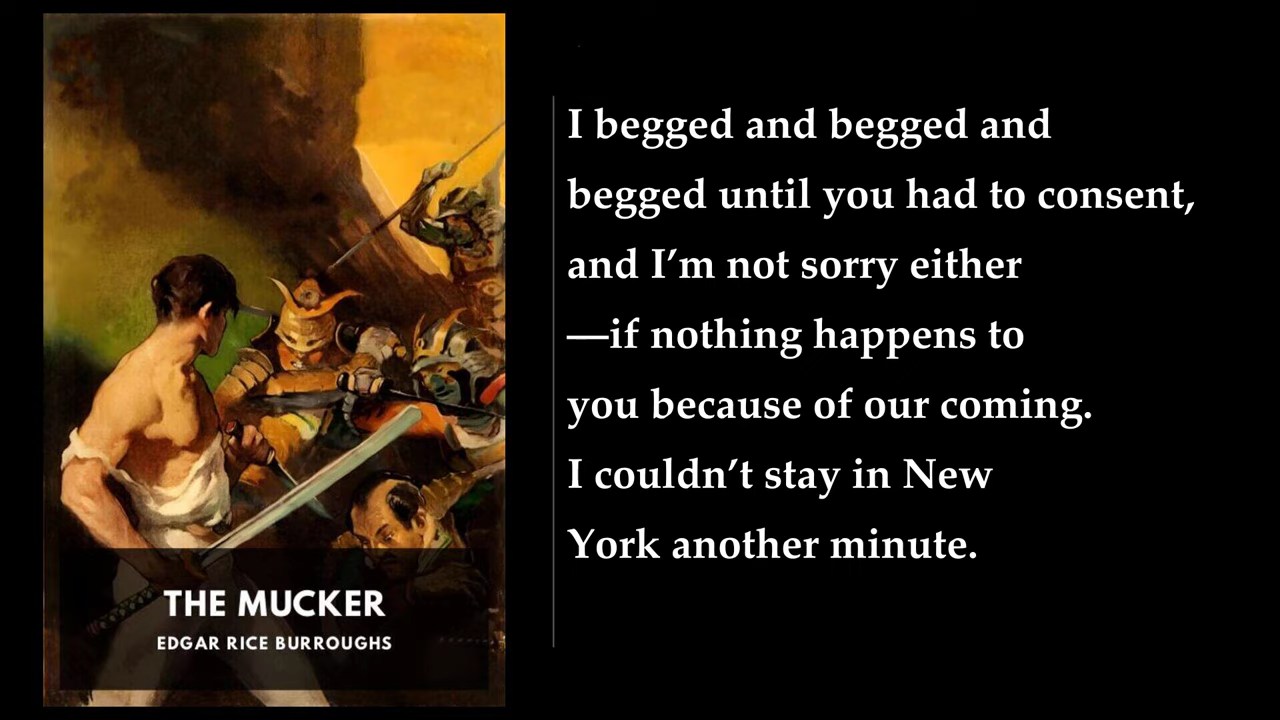 THE MUCKER
EDGAR RICE BURROUGHS
I begged and begged and
begged until you had to consent,
and I’m not sorry either
—if nothing happens to
you because of our coming.
I couldn’t stay in New
York another minute.